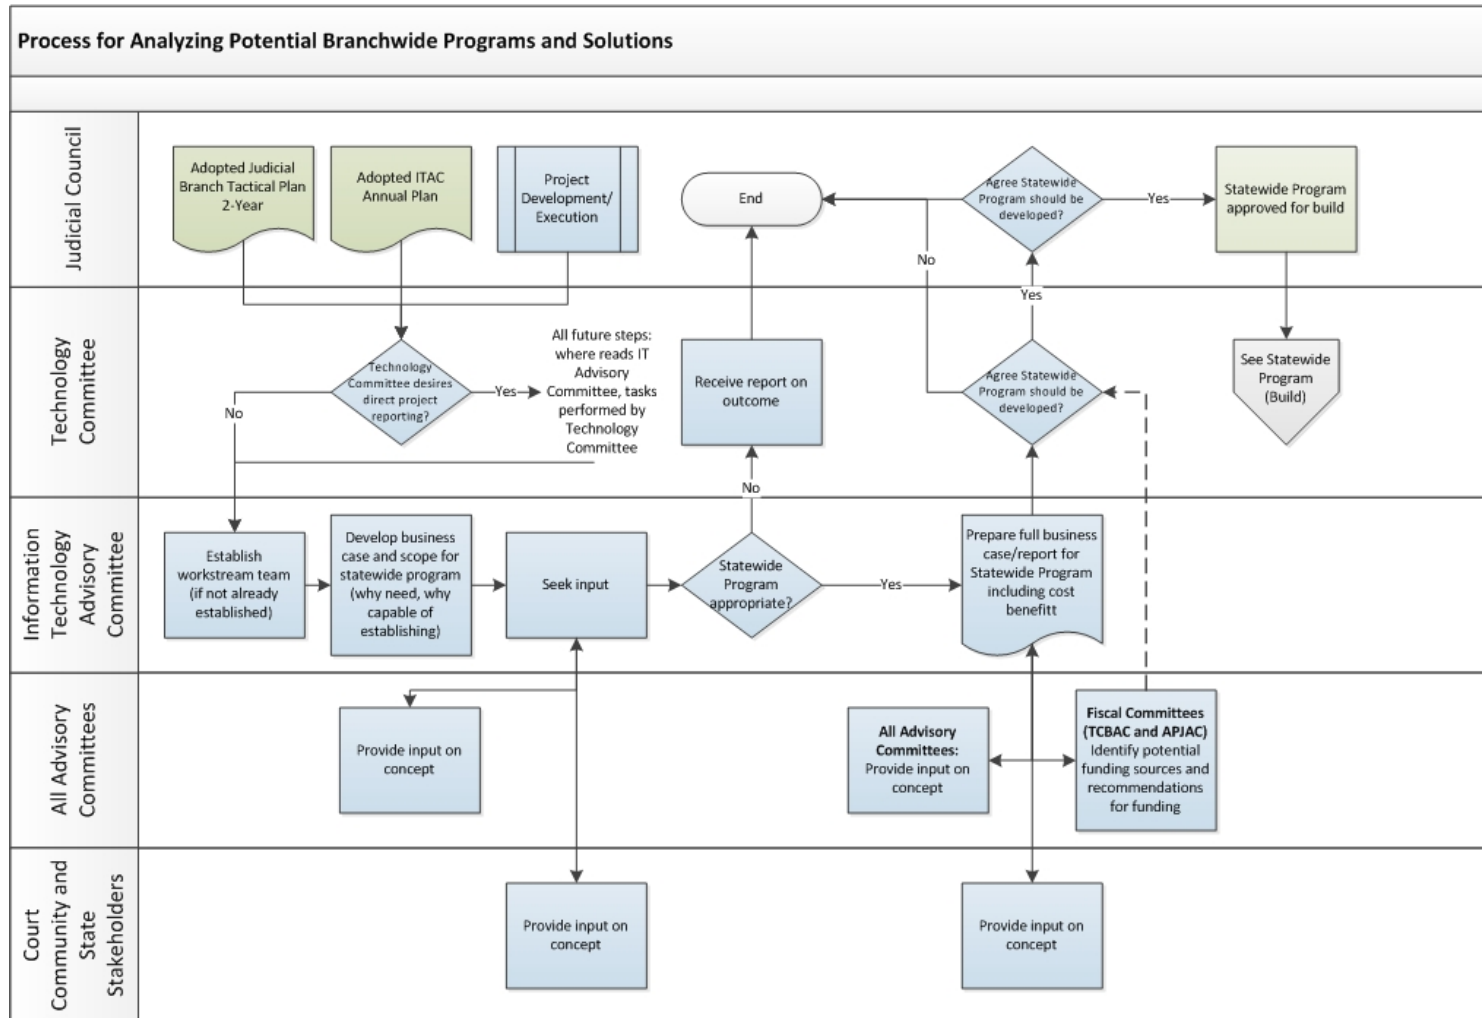 Process for Analyzing Potential Branchwide Programs and Solutions
Judicial Council
Adopted Judicial
Branch Tactical Plan
2-Year
Adopted ITAC
Annual Plan
Project
Development/
Execution
End
Agree Statewide
Program should be
developed?
Yes
Statewide Program
approved for build
No
Yes
Technology
Committee
Technology
Committee desires
direct project
reporting?
Yes
No
All future steps:
where reads IT
Advisory
Committee, tasks
performed by
Technology
Committee
Receive report on
outcome
Agree Statewide
Program should be
developed?
See Statewide
Program
(Build)
No
Information
Technology
Advisory
Committee
Establish
workstream team
(if not already
established)
Develop business
case and scope for
statewide program
(why need, why
capable of
establishing)
Seek input
Statewide
Program
appropriate?
Yes
Prepare full business
case/report for
Statewide Program
including cost
benefitt
All Advisory
Committees
Provide input on
concept
All Advisory
Committees:
Provide input on
concept
Fiscal Committees
(TCBAC and APJAC)
Identify potential
funding sources and
recommendations
for funding
Court
Community and
State
Stakeholders
Provide input on
concept
Provide input on
concept